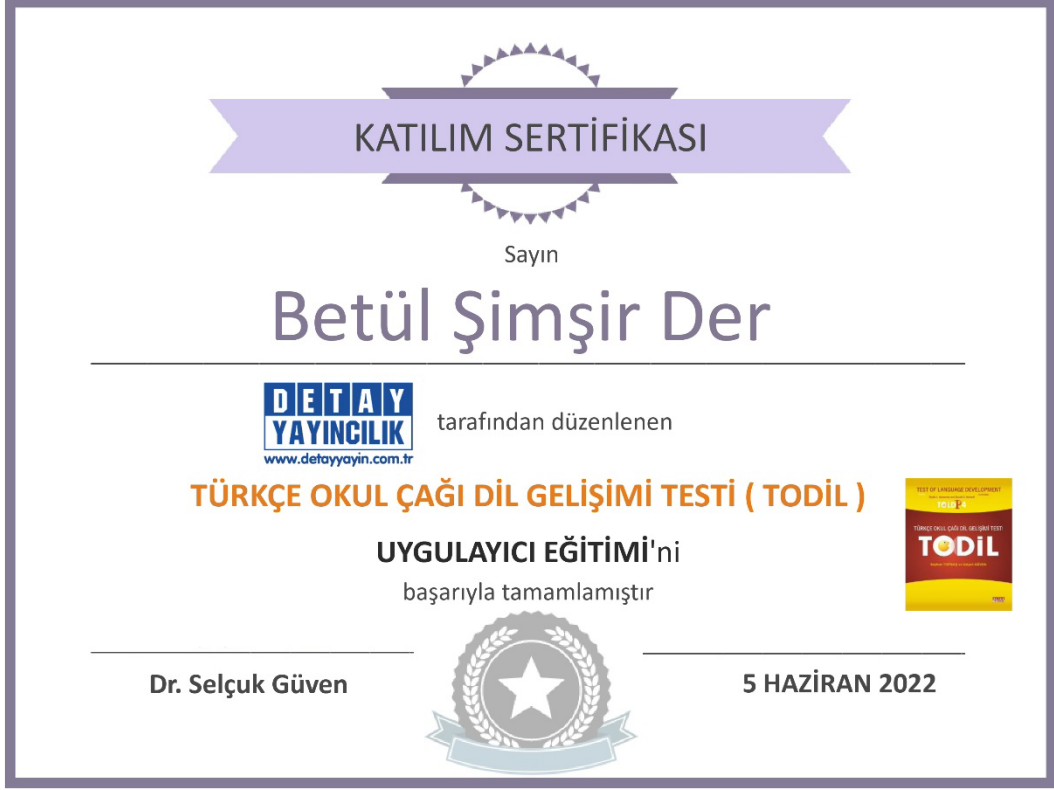 KATILIM SERTİFİKASI
Sayın
Betül Şimşir Der
DETAY
YAYINCILIK
www.detayyayin.com.tr
tarafından düzenlenen
TÜRKÇE OKUL ÇAĞI DİL GELİŞİMİ TESTİ ( TODİL )
TEST OF LANGUAGE DEVELOPMENT
TOLDP-4
TÜRKÇE OKUL ÇAĞI DİL GELİŞİMİ TESTİ
TODİL
UYGULAYICI EĞİTİMİ'ni
başarıyla tamamlamıştır
Dr. Selçuk Güven
5 HAZİRAN 2022